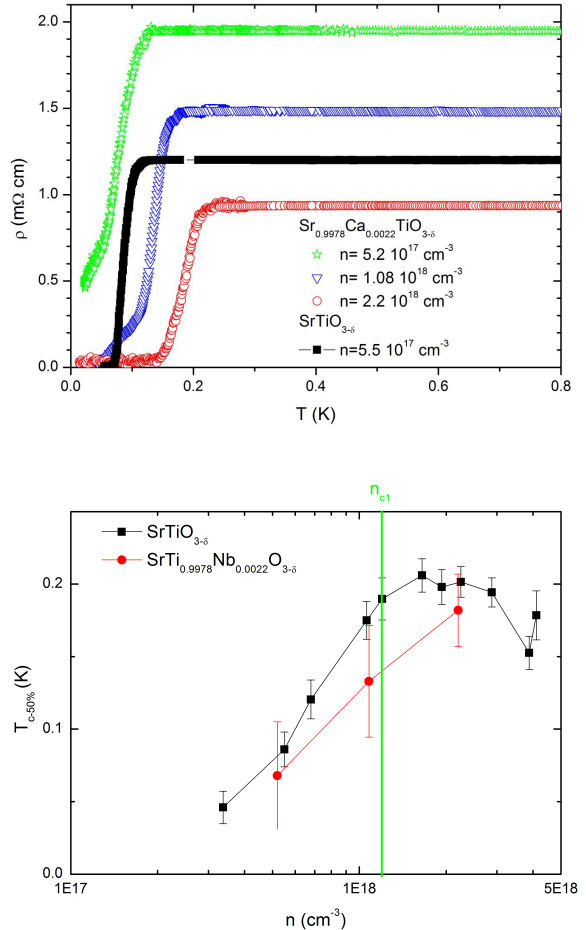 2.0
1.5
1.0
0.5
0.0
ρ (mΩ cm)
Sr0.9978Ca0.0022TiO3-δ
n= 5.2 10^17 cm^-3
n= 1.08 10^18 cm^-3
n= 2.2 10^18 cm^-3
SrTiO3-δ
n=5.5 10^17 cm^-3
0.0 0.2 0.4 0.6 0.8
T (K)
nc1
SrTiO3-δ
SrTi0.9978Nb0.0022O3-δ
0.2
0.1
0.0
Tc-50% (K)
1E17 1E18 5E18
n (cm^-3)